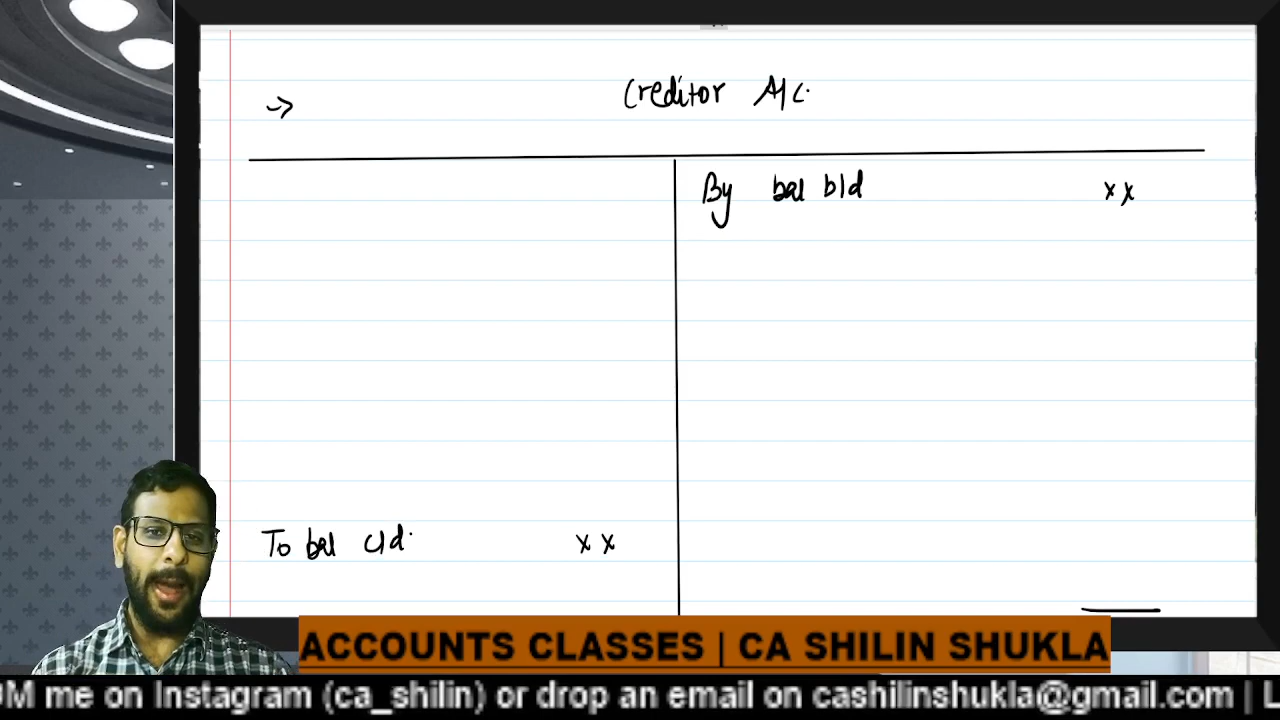 → Creditor A/c.
By bal b/d xx
To bal c/d. xx
ACCOUNTS CLASSES | CA SHILIN SHUKLA
me on Instagram (ca_shilin) or drop an email on cashilinshukla@gmail.com | L